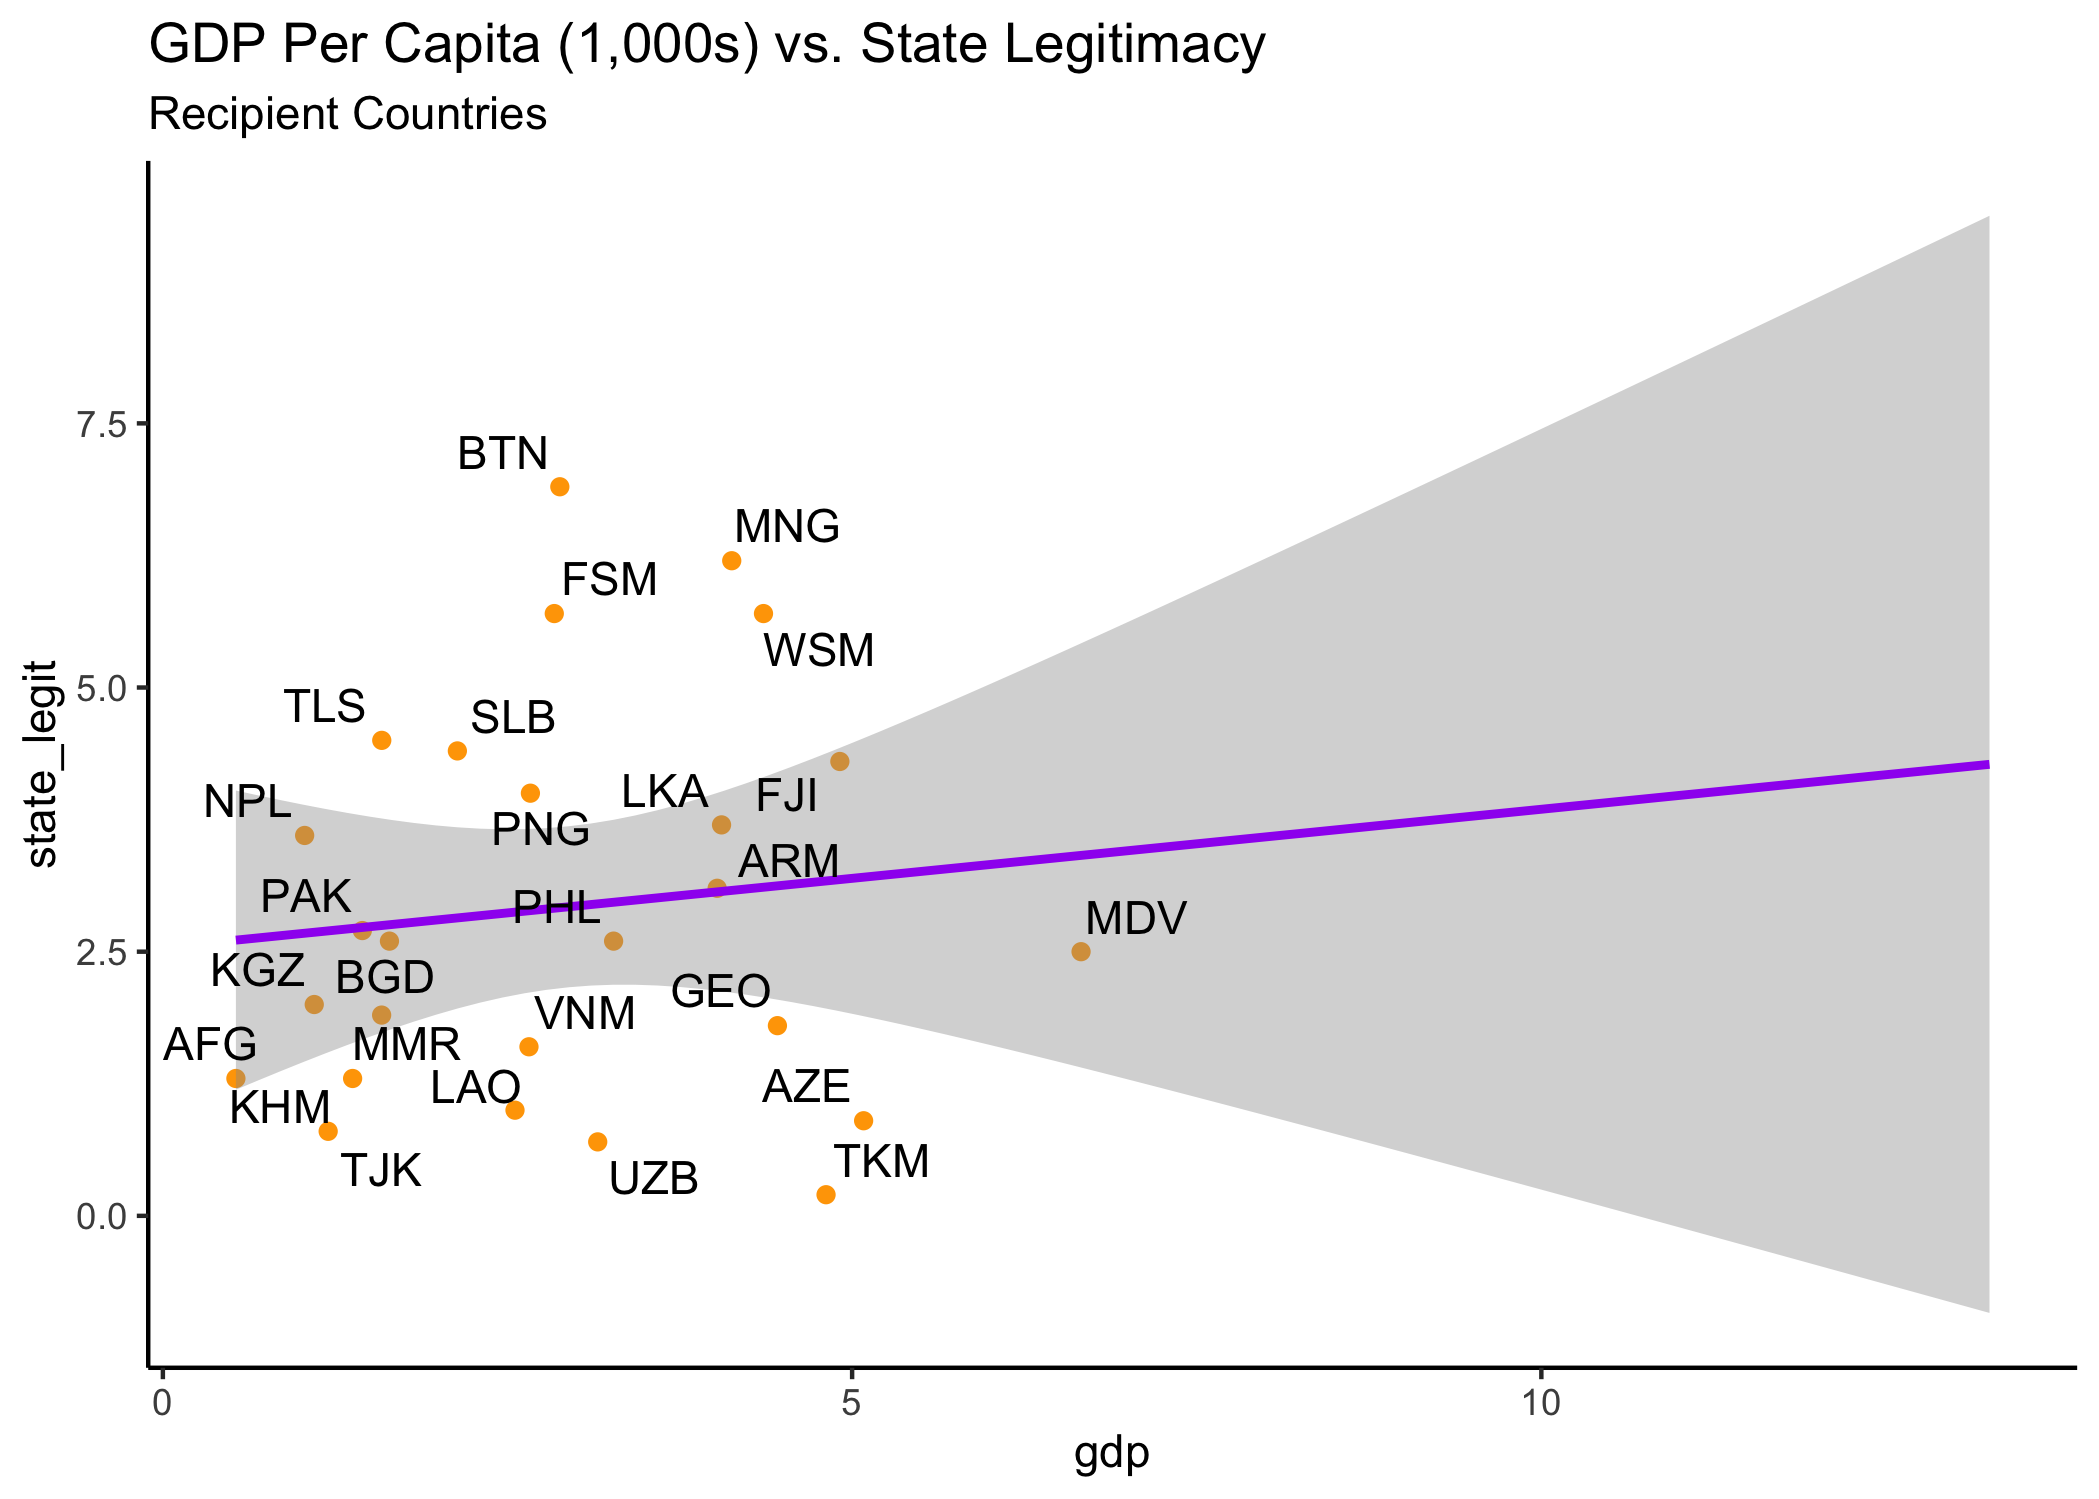 GDP Per Capita (1,000s) vs. State Legitimacy
Recipient Countries
state_legit
7.5
5.0
2.5
0.0
BTN
MNG
FSM
WSM
TLS
SLB
NPL
LKA
FJI
PNG
ARM
PAK
PHL
MDV
KGZ
BGD
GEO
VNM
AFG
MMR
LAO
AZE
KHM
TKM
TJK
UZB
0
5
10
gdp